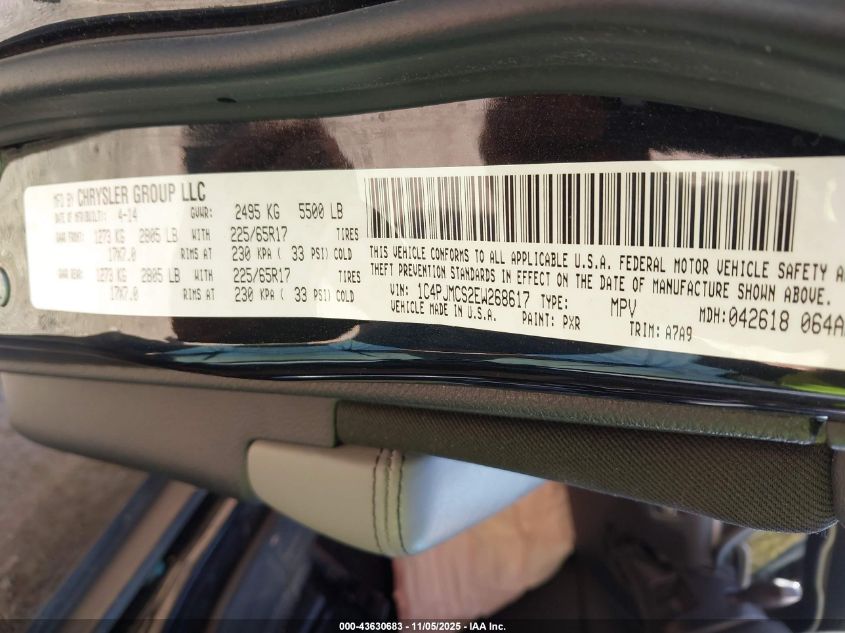 MFD BY CHRYSLER GROUP LLC
DATE OF MFR(BUILT): 4-14 GVWR: 2495 KG 5500 LB
GAWR FRONT: 1273 KG 2805 LB WITH 225/65R17 TIRES
17X7.0 RIMS AT 230 KPA ( 33 PSI) COLD
GAWR REAR: 1273 KG 2805 LB WITH 225/65R17 TIRES
17X7.0 RIMS AT 230 KPA ( 33 PSI) COLD
THIS VEHICLE CONFORMS TO ALL APPLICABLE U.S.A. FEDERAL MOTOR VEHICLE SAFETY
THEFT PREVENTION STANDARDS IN EFFECT ON THE DATE OF MANUFACTURE SHOWN ABOVE.
VIN: 1C4PJMCS2EW268617 TYPE: MPV MDH:042618 064A
VEHICLE MADE IN U.S.A. PAINT: PXR TRIM: A7A9
000-43630683 - 11/05/2025 - IAA Inc.